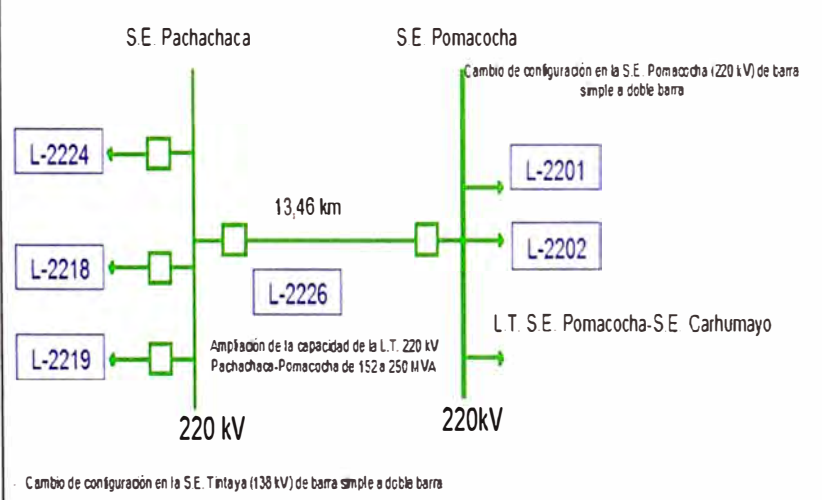 S.E. Pachachaca
S.E. Pomacocha
Cambio de configuración en la S.E. Pomacocha (220 kV) de barra
simple a doble barra
L-2224
L-2201
13,46 km
L-2202
L-2218
L-2226
L.T. S.E. Pomacocha-S.E. Carhumayo
Ampliación de la capacidad de la L.T. 220 kV
Pachachaca-Pomacocha de 152 a 250 MVA
L-2219
220 kV
220kV
- Cambio de configuración en la S.E. Tintaya (138 kV) de barra simple a doble barra